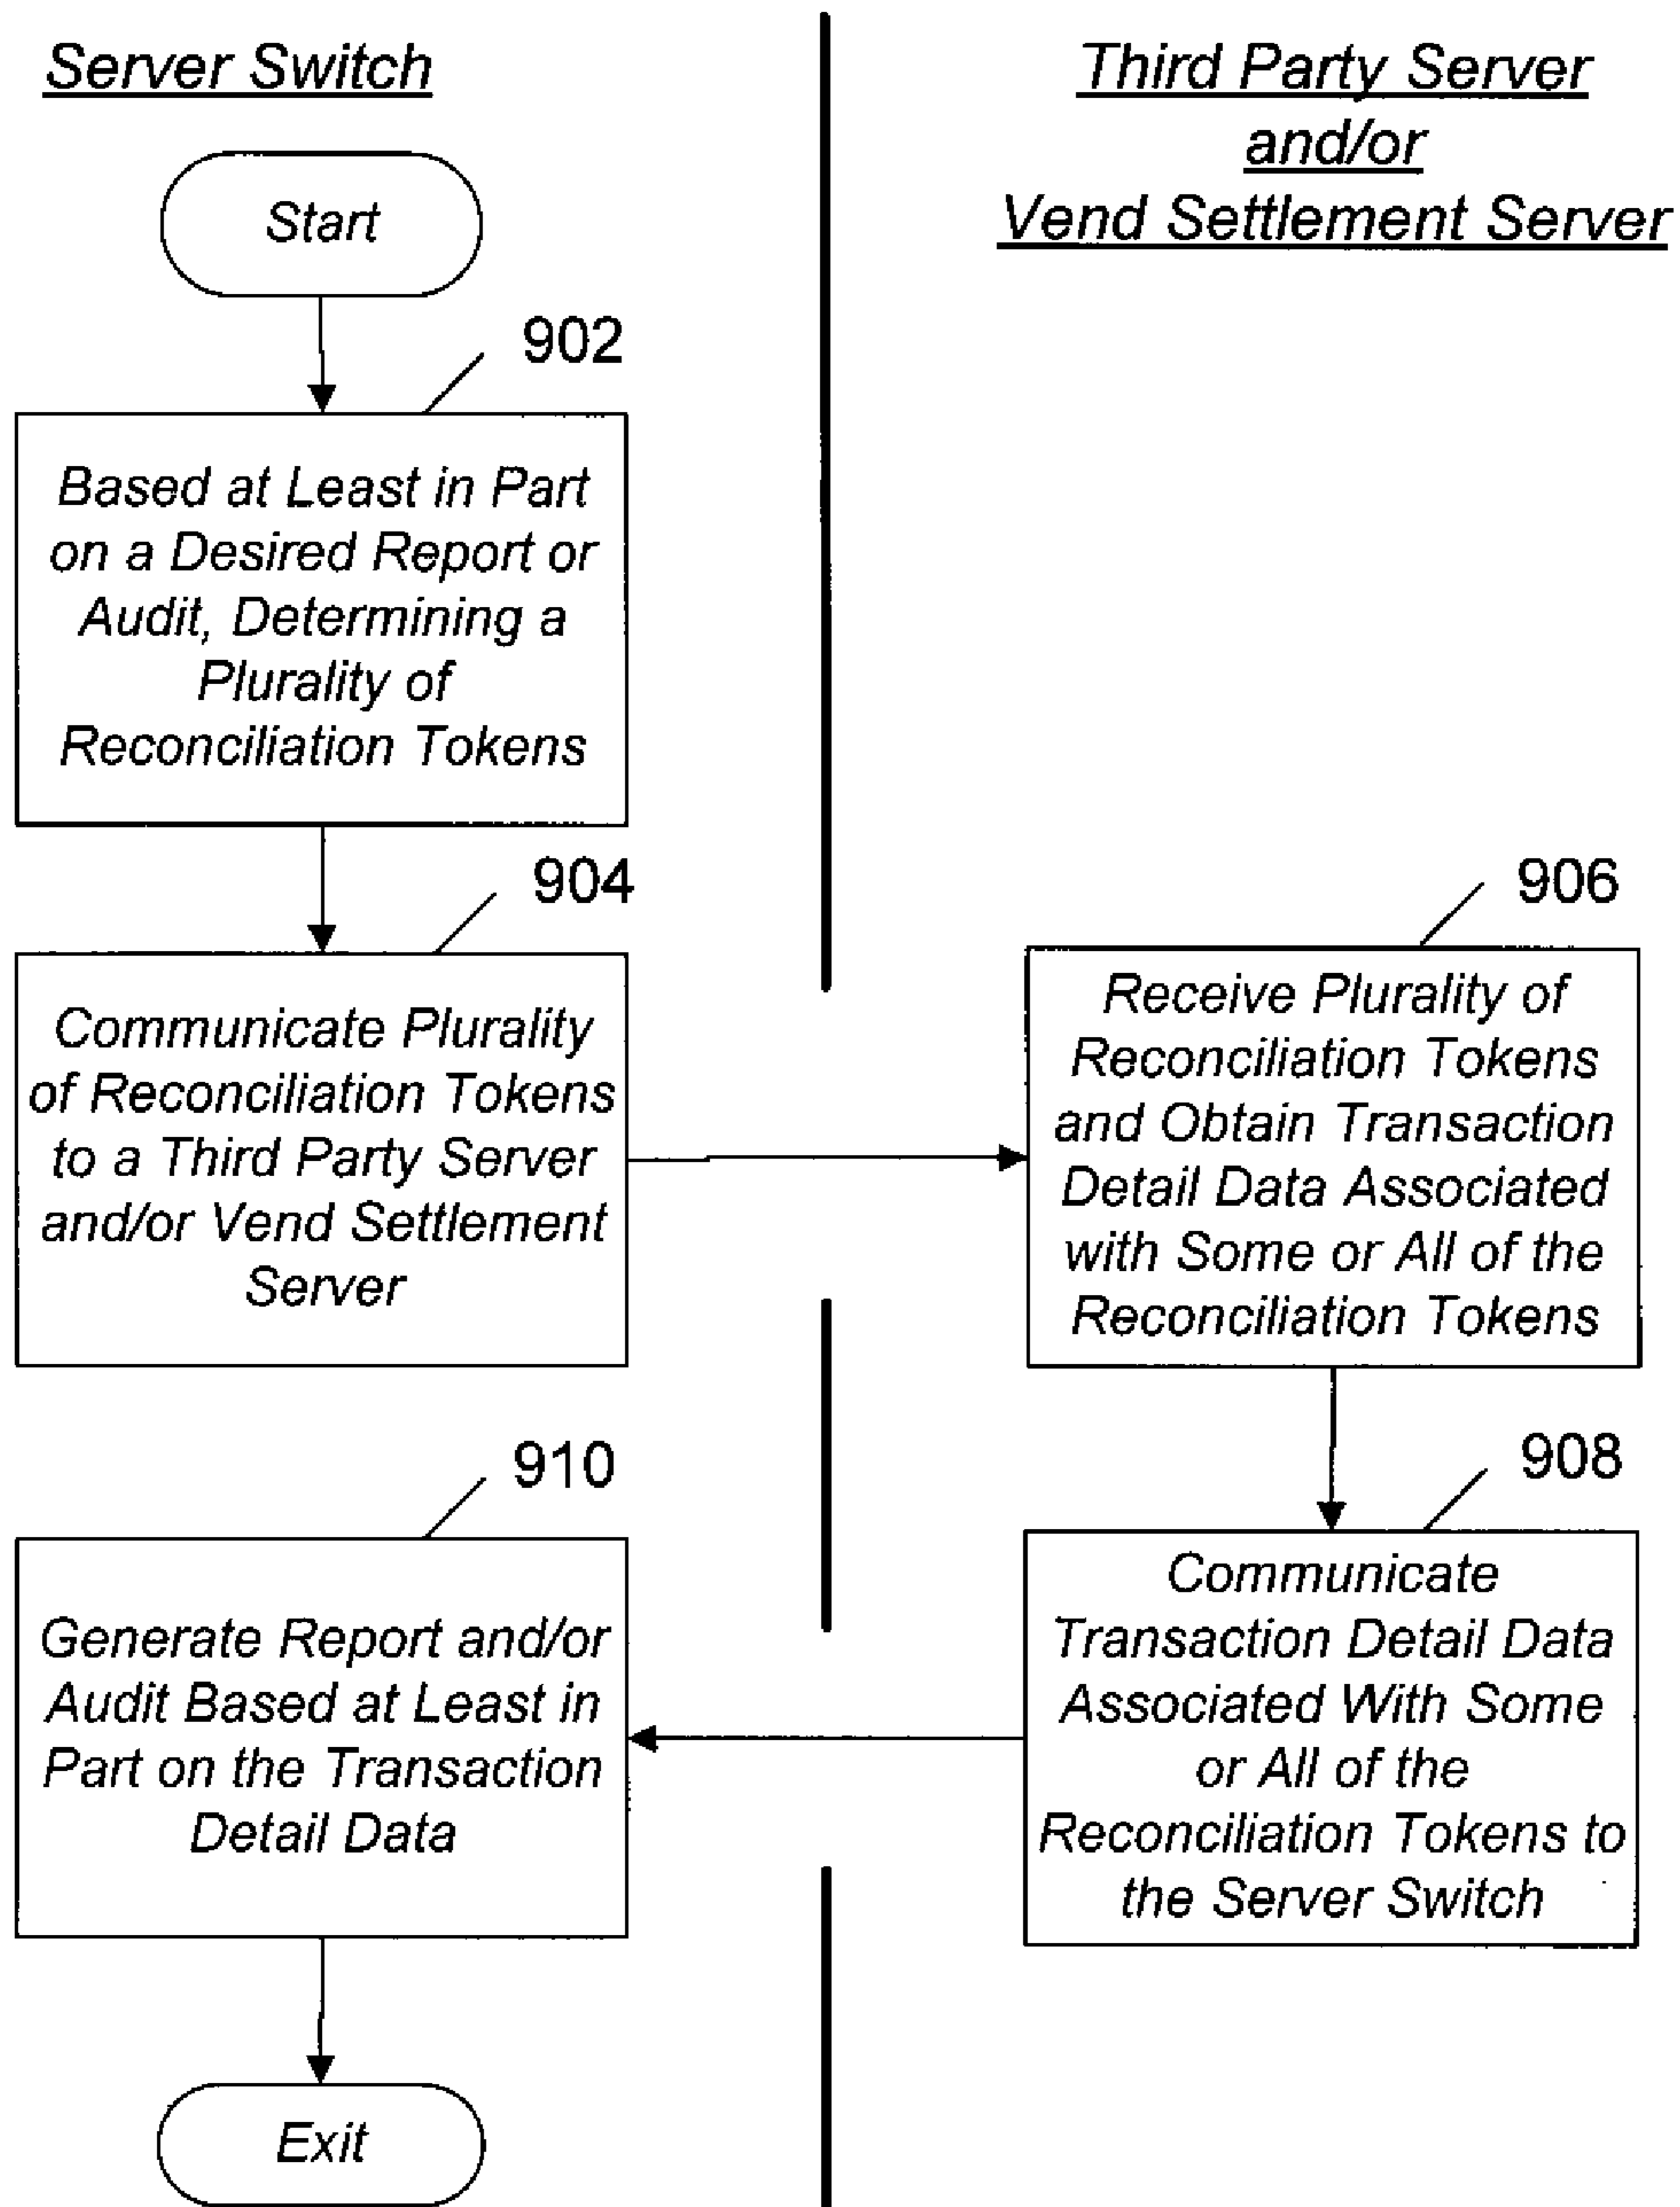 Server Switch
Third Party Server
and/or
Vend Settlement Server
Start
902
Based at Least in Part
on a Desired Report or
Audit, Determining a
Plurality of
Reconciliation Tokens
904
Communicate Plurality
of Reconciliation Tokens
to a Third Party Server
and/or Vend Settlement
Server
906
Receive Plurality of
Reconciliation Tokens
and Obtain Transaction
Detail Data Associated
with Some or All of the
Reconciliation Tokens
908
Communicate
Transaction Detail Data
Associated With Some
or All of the
Reconciliation Tokens to
the Server Switch
910
Generate Report and/or
Audit Based at Least in
Part on the Transaction
Detail Data
Exit